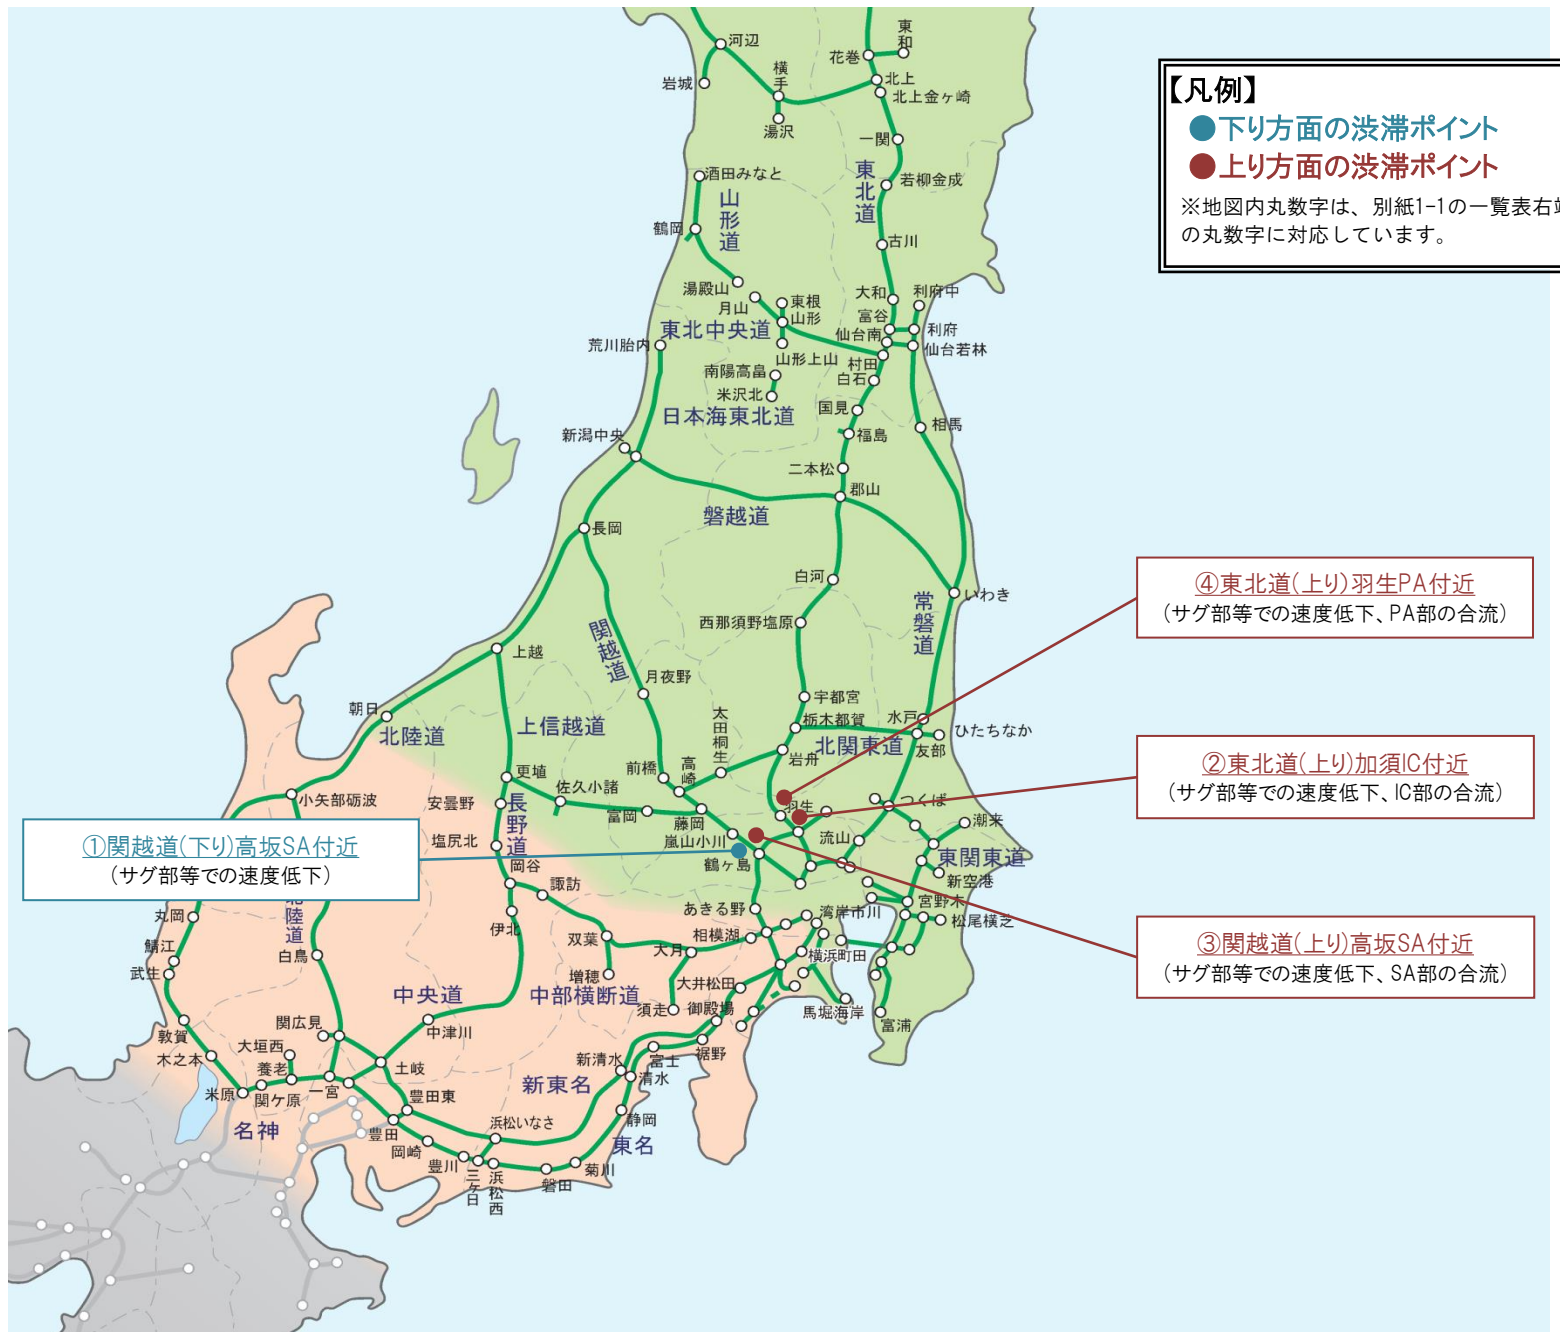 河辺
東和
花巻
岩城
横手
北上
北上金ヶ崎
湯沢
一関
【凡例】
●下り方面の渋滞ポイント
●上り方面の渋滞ポイント
※地図内丸数字は、別紙1-1の一覧表右端
の丸数字に対応しています。
酒田みなと
東北道
若柳金成
山形道
鶴岡
古川
湯殿山
月山
東根
大和
利府中
東北中央道
山形
富谷
利府
仙台南
仙台若林
荒川胎内
山形上山
村田
南陽高畠
白石
米沢北
国見
日本海東北道
相馬
新潟中央
福島
二本松
郡山
磐越道
長岡
白河
いわき
常磐道
④東北道(上り)羽生PA付近
(サグ部等での速度低下、PA部の合流)
西那須野塩原
関越道
上越
月夜野
宇都宮
朝日
太田桐生
栃木都賀
水戸
ひたちなか
北陸道
上信越道
北関東道
友部
岩舟
②東北道(上り)加須IC付近
(サグ部等での速度低下、IC部の合流)
更埴
前橋
高崎
佐久小諸
小矢部砺波
安曇野
長野道
富岡
藤岡
羽生
つくば
潮来
塩尻北
嵐山小川
流山
東関東道
①関越道(下り)高坂SA付近
(サグ部等での速度低下)
鶴ヶ島
岡谷
諏訪
新空港
宮野木
北陸道
丸岡
あきる野
湾岸市川
松尾横芝
伊北
双葉
相模湖
③関越道(上り)高坂SA付近
(サグ部等での速度低下、SA部の合流)
鯖江
白鳥
大月
横浜町田
武生
増穂
大井松田
中央道
中部横断道
須走
御殿場
馬堀海岸
富浦
関広見
中津川
敦賀
大垣西
木之本
養老
土岐
新清水
富士
裾野
米原
関ケ原
一宮
新東名
清水
豊田東
名神
豊田
浜松いなさ
静岡
岡崎
東名
豊川
三ケ日
浜松西
磐田
菊川